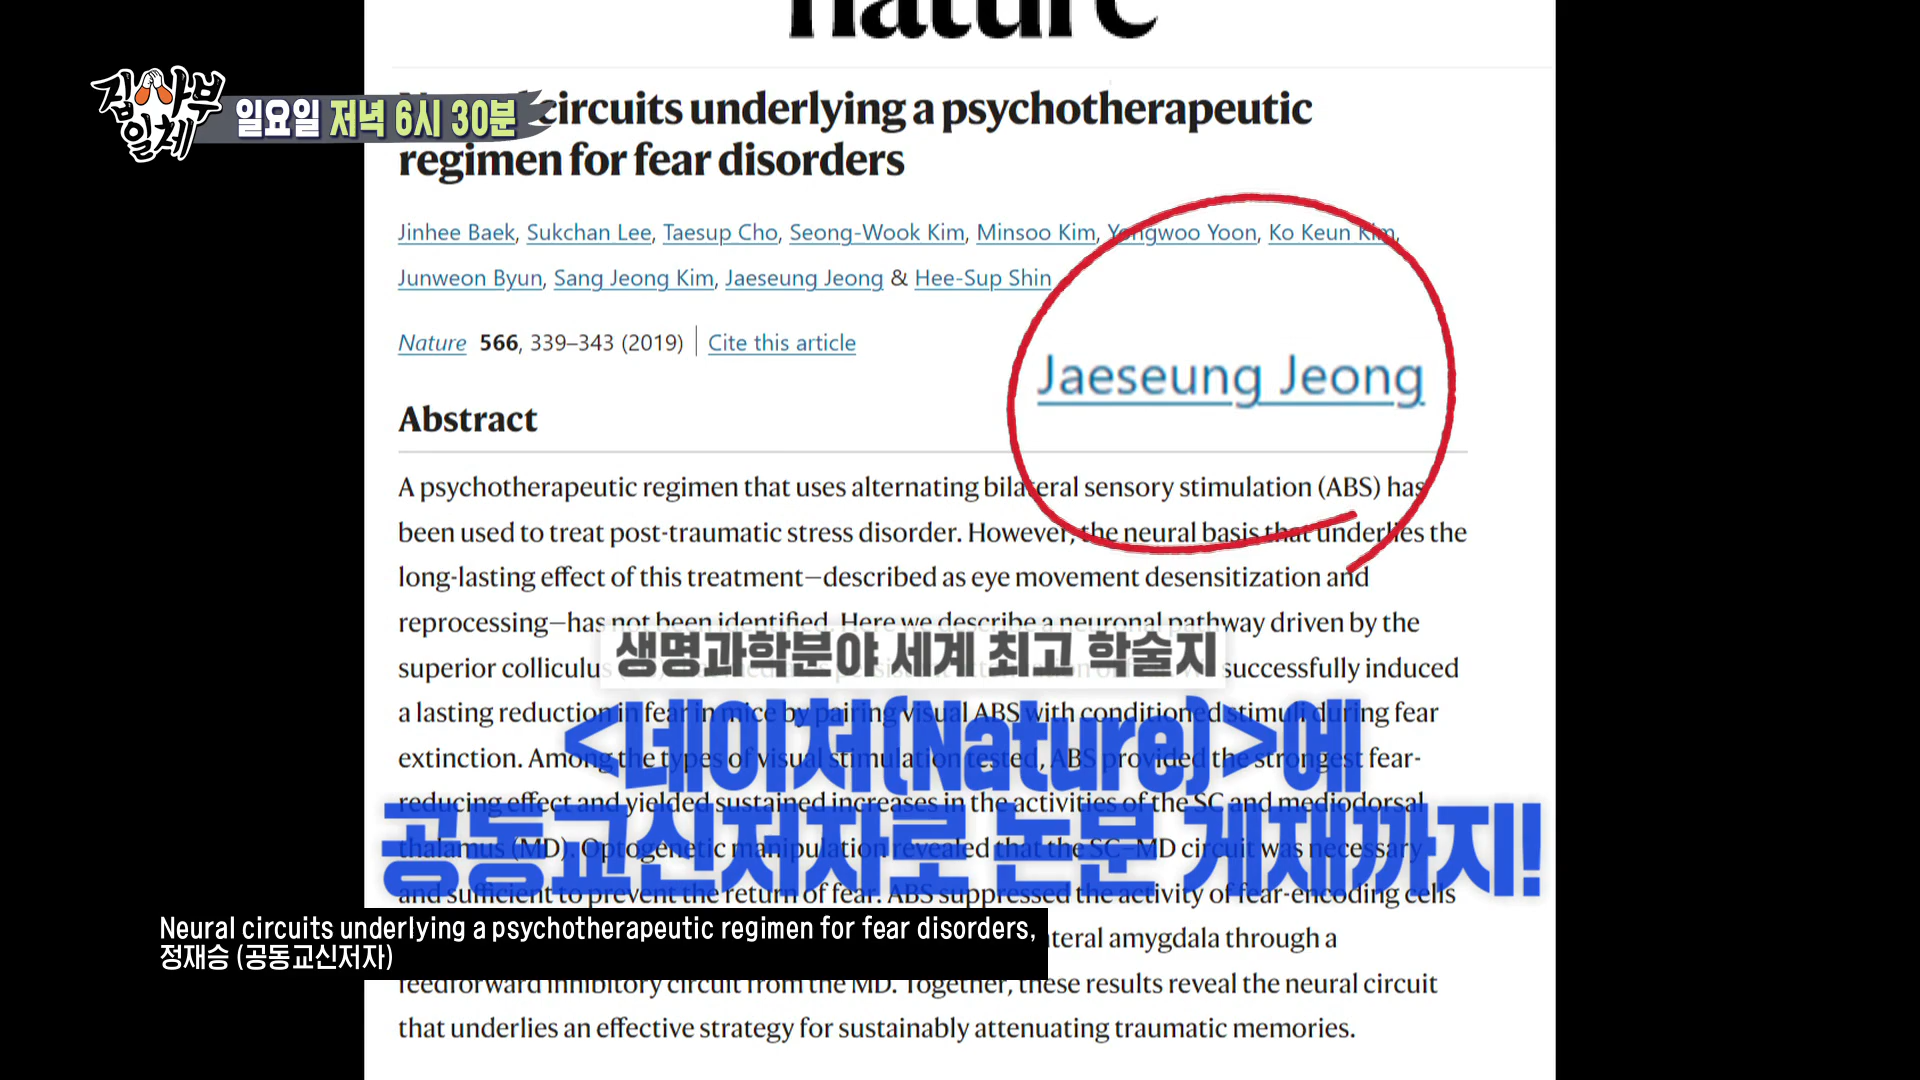 nature
집사부
일체
일요일 저녁 6시 30분
circuits underlying a psychotherapeutic
regimen for fear disorders
Jinhee Baek, Sukchan Lee, Taesup Cho, Seong-Wook Kim, Minsoo Kim, Yongwoo Yoon, Ko Keun Kim,
Junweon Byun, Sang Jeong Kim, Jaeseung Jeong & Hee-Sup Shin
Nature 566, 339–343 (2019) | Cite this article
Jaeseung Jeong
Abstract
A psychotherapeutic regimen that uses alternating bilateral sensory stimulation (ABS) has
been used to treat post-traumatic stress disorder. However, the neural basis that underlies the
long-lasting effect of this treatment—described as eye movement desensitization and
reprocessing—has not been identified. Here we describe a neuronal pathway driven by the
superior colliculus successfully induced
생명과학분야 세계 최고 학술지
a lasting reduction in fear in mice by pairing visual ABS with conditioned stimuli during fear
extinction. Among the types of visual stimulation tested, ABS provided the strongest fear-
<네이처(Nature)>에
reducing effect and yielded sustained increases in the activities of the SC and mediodorsal
thalamus (MD). Optogenetic manipulation revealed that the SC–MD circuit was necessary
공동교신저자로 논문 게재까지!
and sufficient to prevent the return of fear. ABS suppressed the activity of fear-encoding cells
Neural circuits underlying a psychotherapeutic regimen for fear disorders,
정재승 (공동교신저자)
amygdala through a
feedforward inhibitory circuit from the MD. Together, these results reveal the neural circuit
that underlies an effective strategy for sustainably attenuating traumatic memories.